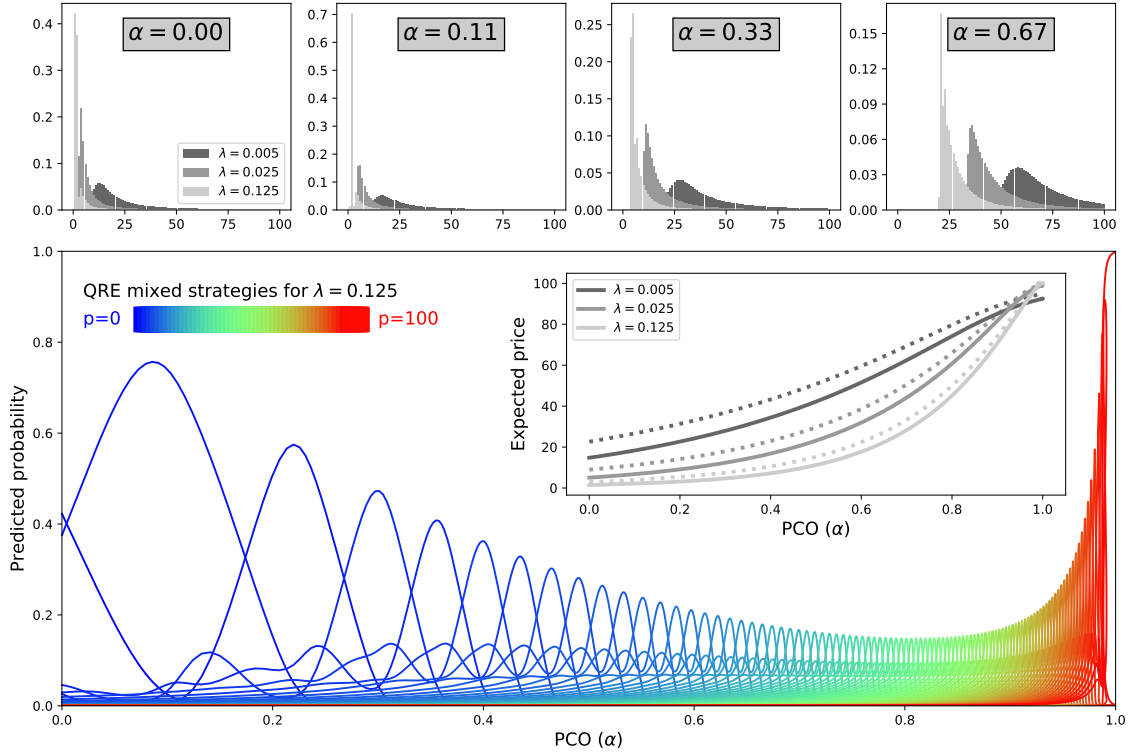 α = 0.00
α = 0.11
α = 0.33
α = 0.67
0.4
0.3
0.2
0.1
0.0
0 25 50 75 100
λ = 0.005
λ = 0.025
λ = 0.125
0.7
0.6
0.5
0.4
0.3
0.2
0.1
0.0
0 25 50 75 100
0.25
0.20
0.15
0.10
0.05
0.00
0 25 50 75 100
0.15
0.10
0.05
0.00
0 25 50 75 100
Predicted probability
1.0
0.8
0.6
0.4
0.2
0.0
QRE mixed strategies for λ = 0.125
p=0 p=100
Expected price
100
80
60
40
20
0
λ = 0.005
λ = 0.025
λ = 0.125
0.0 0.2 0.4 0.6 0.8 1.0
PCO (α)
0.0 0.2 0.4 0.6 0.8 1.0
PCO (α)